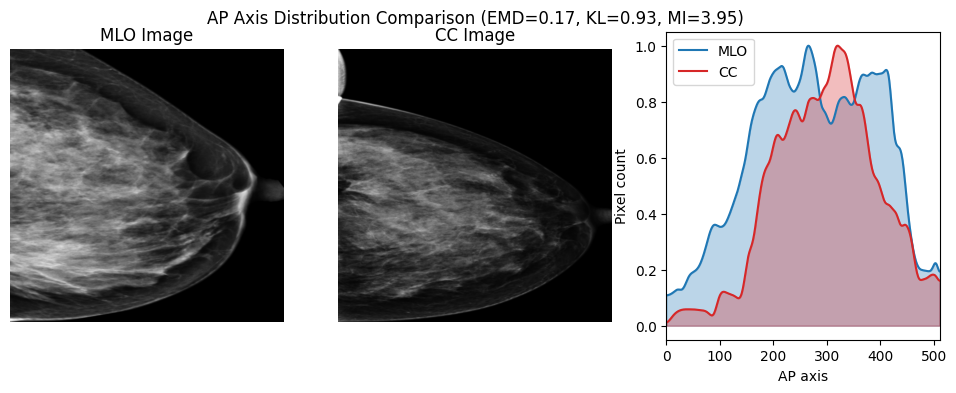 AP Axis Distribution Comparison (EMD=0.17, KL=0.93, MI=3.95)
MLO Image
CC Image
MLO
CC
Pixel count
1.0
0.8
0.6
0.4
0.2
0.0
0 100 200 300 400 500
AP axis